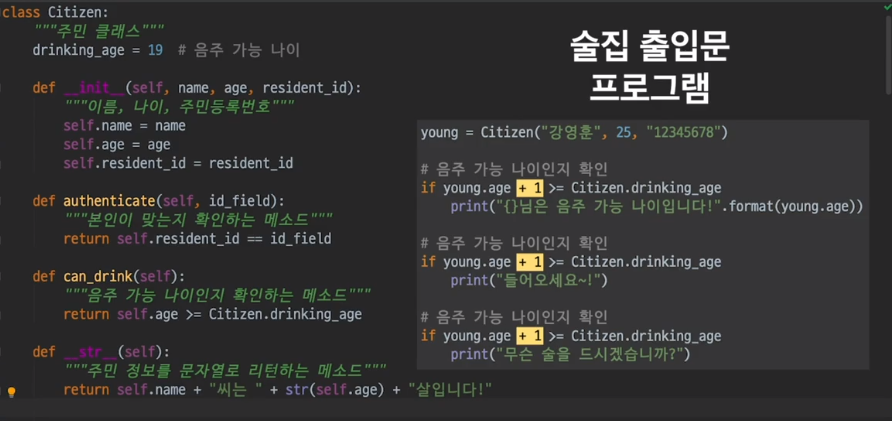 class Citizen:
    """주민 클래스"""
    drinking_age = 19  # 음주 가능 나이

    def __init__(self, name, age, resident_id):
        """이름, 나이, 주민등록번호"""
        self.name = name
        self.age = age
        self.resident_id = resident_id

    def authenticate(self, id_field):
        """본인이 맞는지 확인하는 메소드"""
        return self.resident_id == id_field

    def can_drink(self):
        """음주 가능 나이인지 확인하는 메소드"""
        return self.age >= Citizen.drinking_age

    def __str__(self):
        """주민 정보를 문자열로 리턴하는 메소드"""
        return self.name + "씨는 " + str(self.age) + "살입니다!"

술집 출입문
프로그램

young = Citizen("강영훈", 25, "12345678")

# 음주 가능 나이인지 확인
if young.age + 1 >= Citizen.drinking_age
    print("{}님은 음주 가능 나이입니다!".format(young.age))

# 음주 가능 나이인지 확인
if young.age + 1 >= Citizen.drinking_age
    print("들어오세요~!")

# 음주 가능 나이인지 확인
if young.age + 1 >= Citizen.drinking_age
    print("무슨 술을 드시겠습니까?")